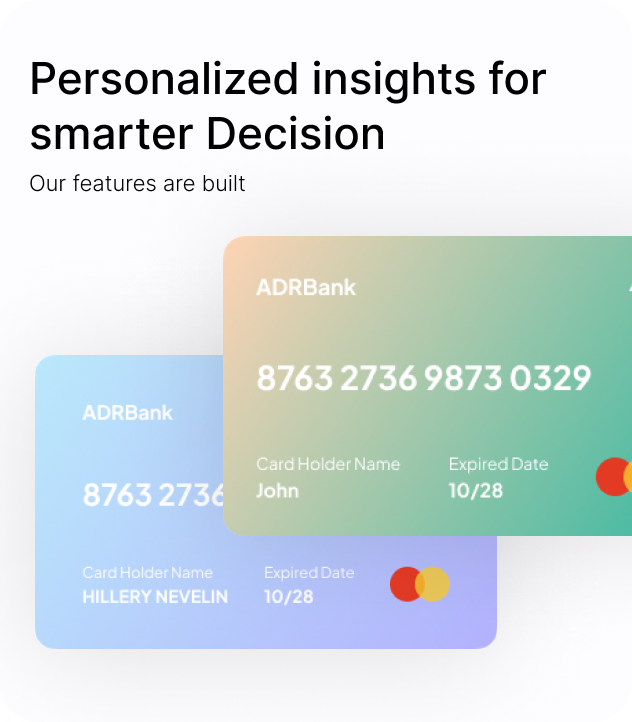 Personalized insights for
smarter Decision
Our features are built
ADRBank
8763 2736 9873 0329
Card Holder Name
Expired Date
John
10/28
ADRBank
8763 2736
Card Holder Name
Expired Date
HILLERY NEVELIN
10/28